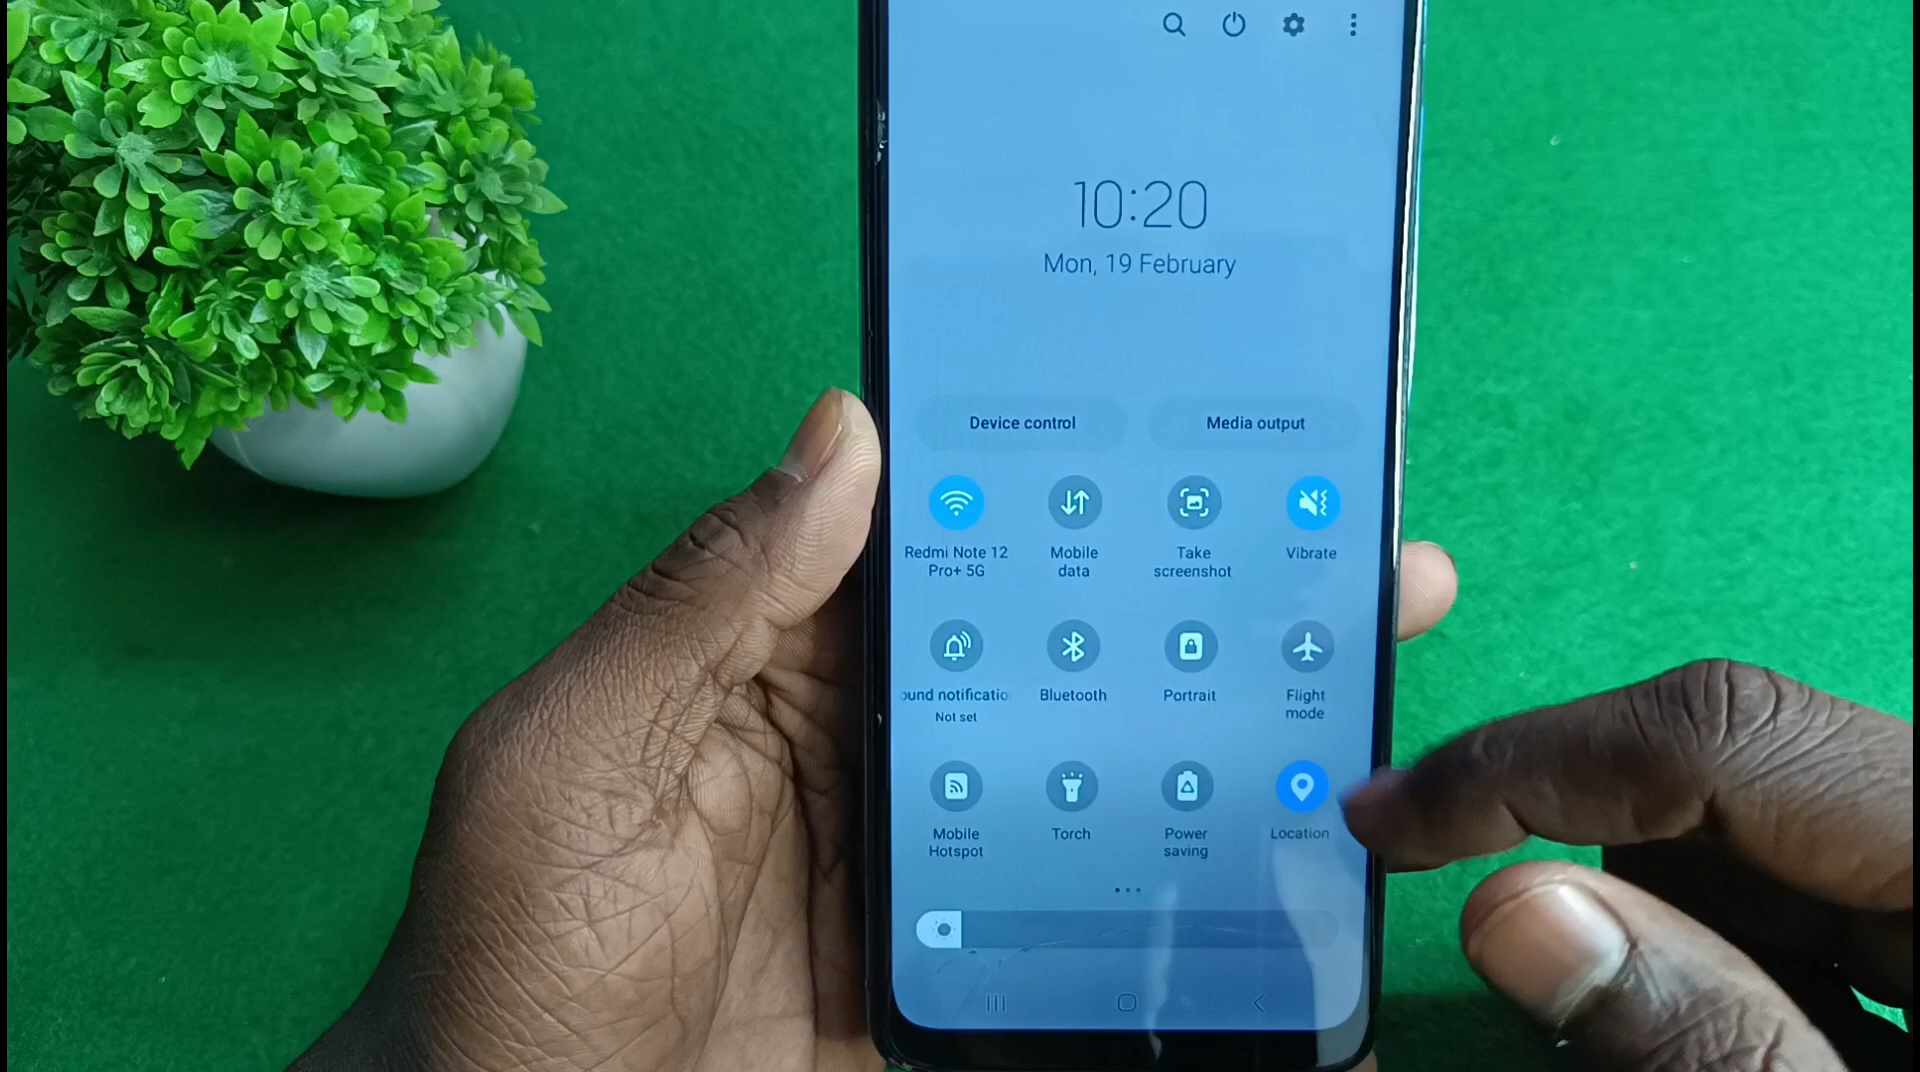 10:20
Mon, 19 February
Device control
Media output
Redmi Note 12
Pro+ 5G
Mobile
data
Take
screenshot
Vibrate
ound notificatio
Not set
Bluetooth
Portrait
Flight
mode
Mobile
Hotspot
Torch
Power
saving
Location